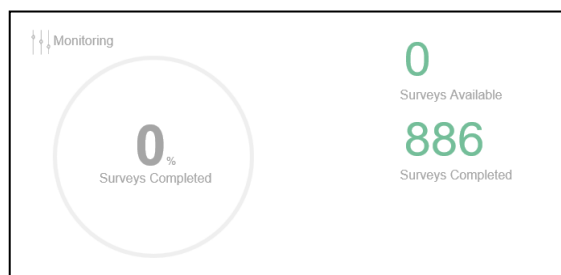 Monitoring
0 %
Surveys Completed
0
Surveys Available
886
Surveys Completed